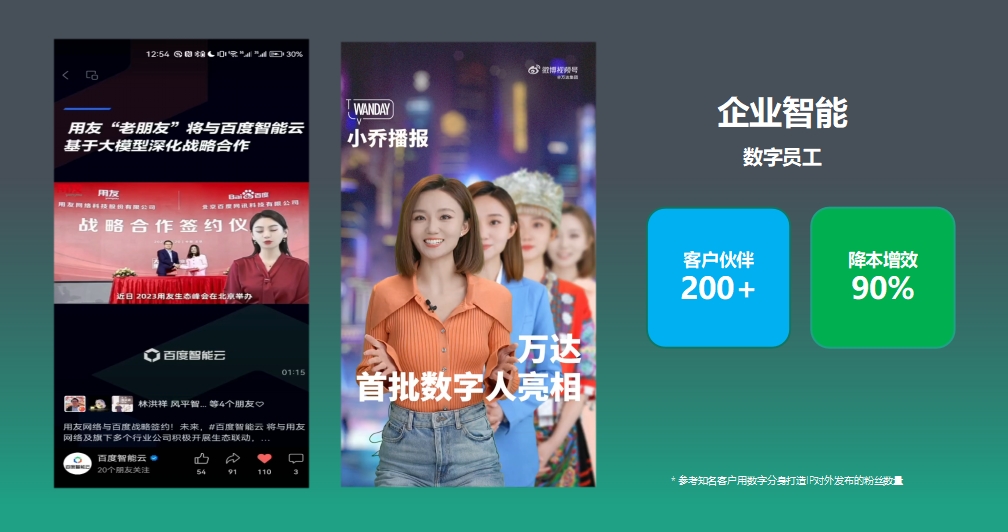 12:54
30%
用友“老朋友”将与百度智能云
基于大模型深化战略合作
用友
Bai百度
用友网络科技股份有限公司
北京百度网讯科技有限公司
战略合作签约仪
近日 2023用友生态峰会在北京举办
百度智能云
01:15
林洪祥 风平智... 等4个朋友♡
用友网络与百度战略签约！未来，#百度智能云 将与用友
网络及旗下多个行业公司积极开展生态联动，...
百度智能云
20个朋友关注
54
91
110
3
微博视频号
WANDAY
小乔播报
万达
首批数字人亮相
企业智能
数字员工
客户伙伴
200+
降本增效
90%
* 参考知名客户用数字分身打造IP对外发布的粉丝数量